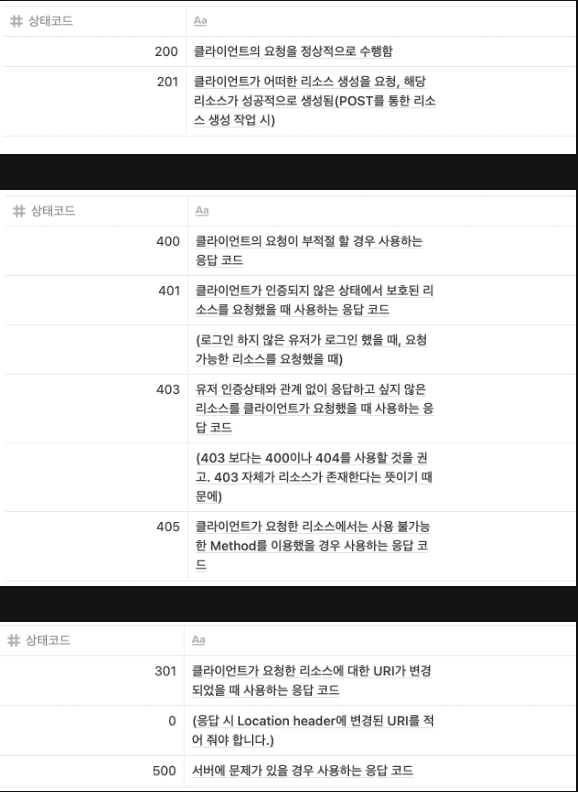 # 상태코드 Aa
200 클라이언트의 요청을 정상적으로 수행함
201 클라이언트가 어떠한 리소스 생성을 요청, 해당
리소스가 성공적으로 생성됨(POST를 통한 리소
스 생성 작업 시)
# 상태코드 Aa
400 클라이언트의 요청이 부적절 할 경우 사용하는
응답 코드
401 클라이언트가 인증되지 않은 상태에서 보호된 리
소스를 요청했을 때 사용하는 응답 코드
(로그인 하지 않은 유저가 로그인 했을 때, 요청
가능한 리소스를 요청했을 때)
403 유저 인증상태와 관계 없이 응답하고 싶지 않은
리소스를 클라이언트가 요청했을 때 사용하는 응
답 코드
(403 보다는 400이나 404를 사용할 것을 권
고. 403 자체가 리소스가 존재한다는 뜻이기 때
문에)
405 클라이언트가 요청한 리소스에서는 사용 불가능
한 Method를 이용했을 경우 사용하는 응답 코
드
# 상태코드 Aa
301 클라이언트가 요청한 리소스에 대한 URI가 변경
되었을 때 사용하는 응답 코드
0 (응답 시 Location header에 변경된 URI를 적
어 줘야 합니다.)
500 서버에 문제가 있을 경우 사용하는 응답 코드